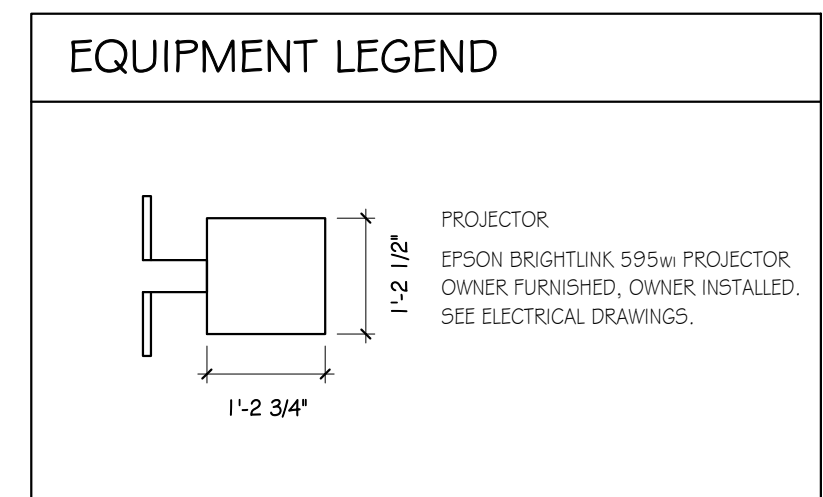 EQUIPMENT LEGEND
PROJECTOR
EPSON BRIGHTLINK 595wi PROJECTOR
OWNER FURNISHED, OWNER INSTALLED.
SEE ELECTRICAL DRAWINGS.
1'-2 1/2"
1'-2 3/4"